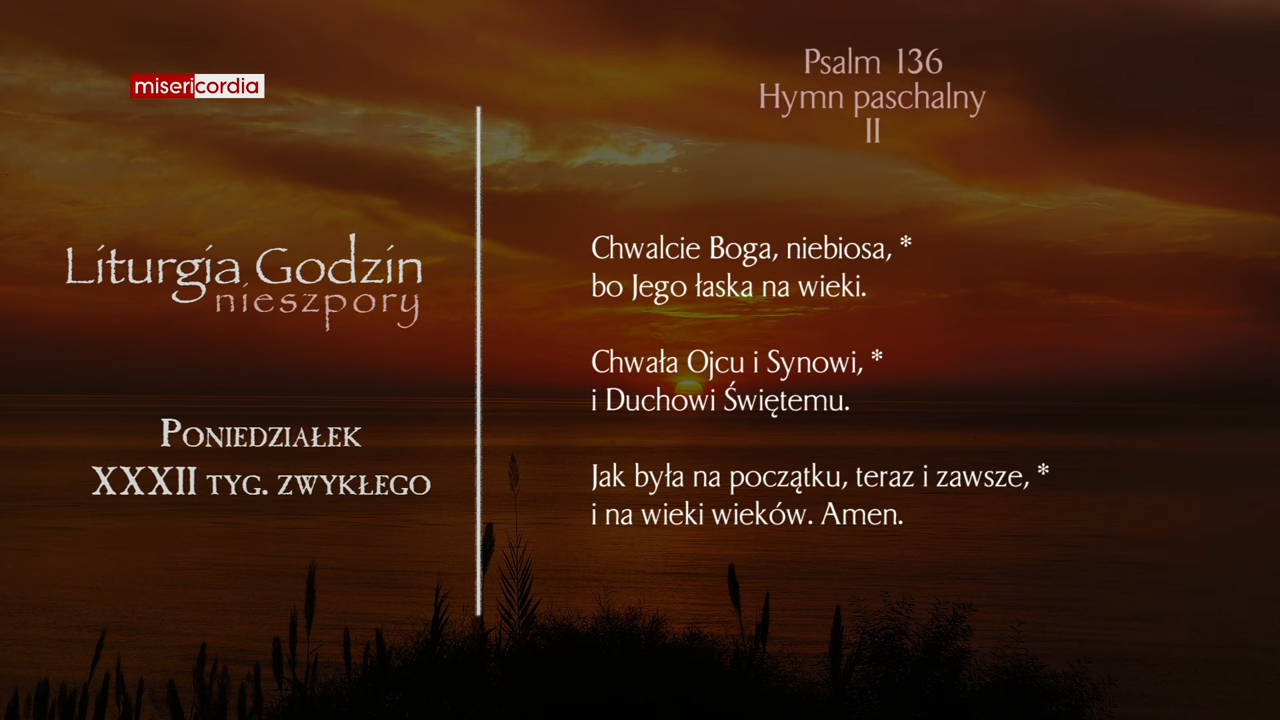 misericordia
Liturgia Godzin
nieszpory
Poniedziałek
XXXII tyg. zwykłego
Psalm 136
Hymn paschalny
II
Chwalcie Boga, niebiosa, *
bo Jego łaska na wieki.
Chwała Ojcu i Synowi, *
i Duchowi Świętemu.
Jak była na początku, teraz i zawsze, *
i na wieki wieków. Amen.